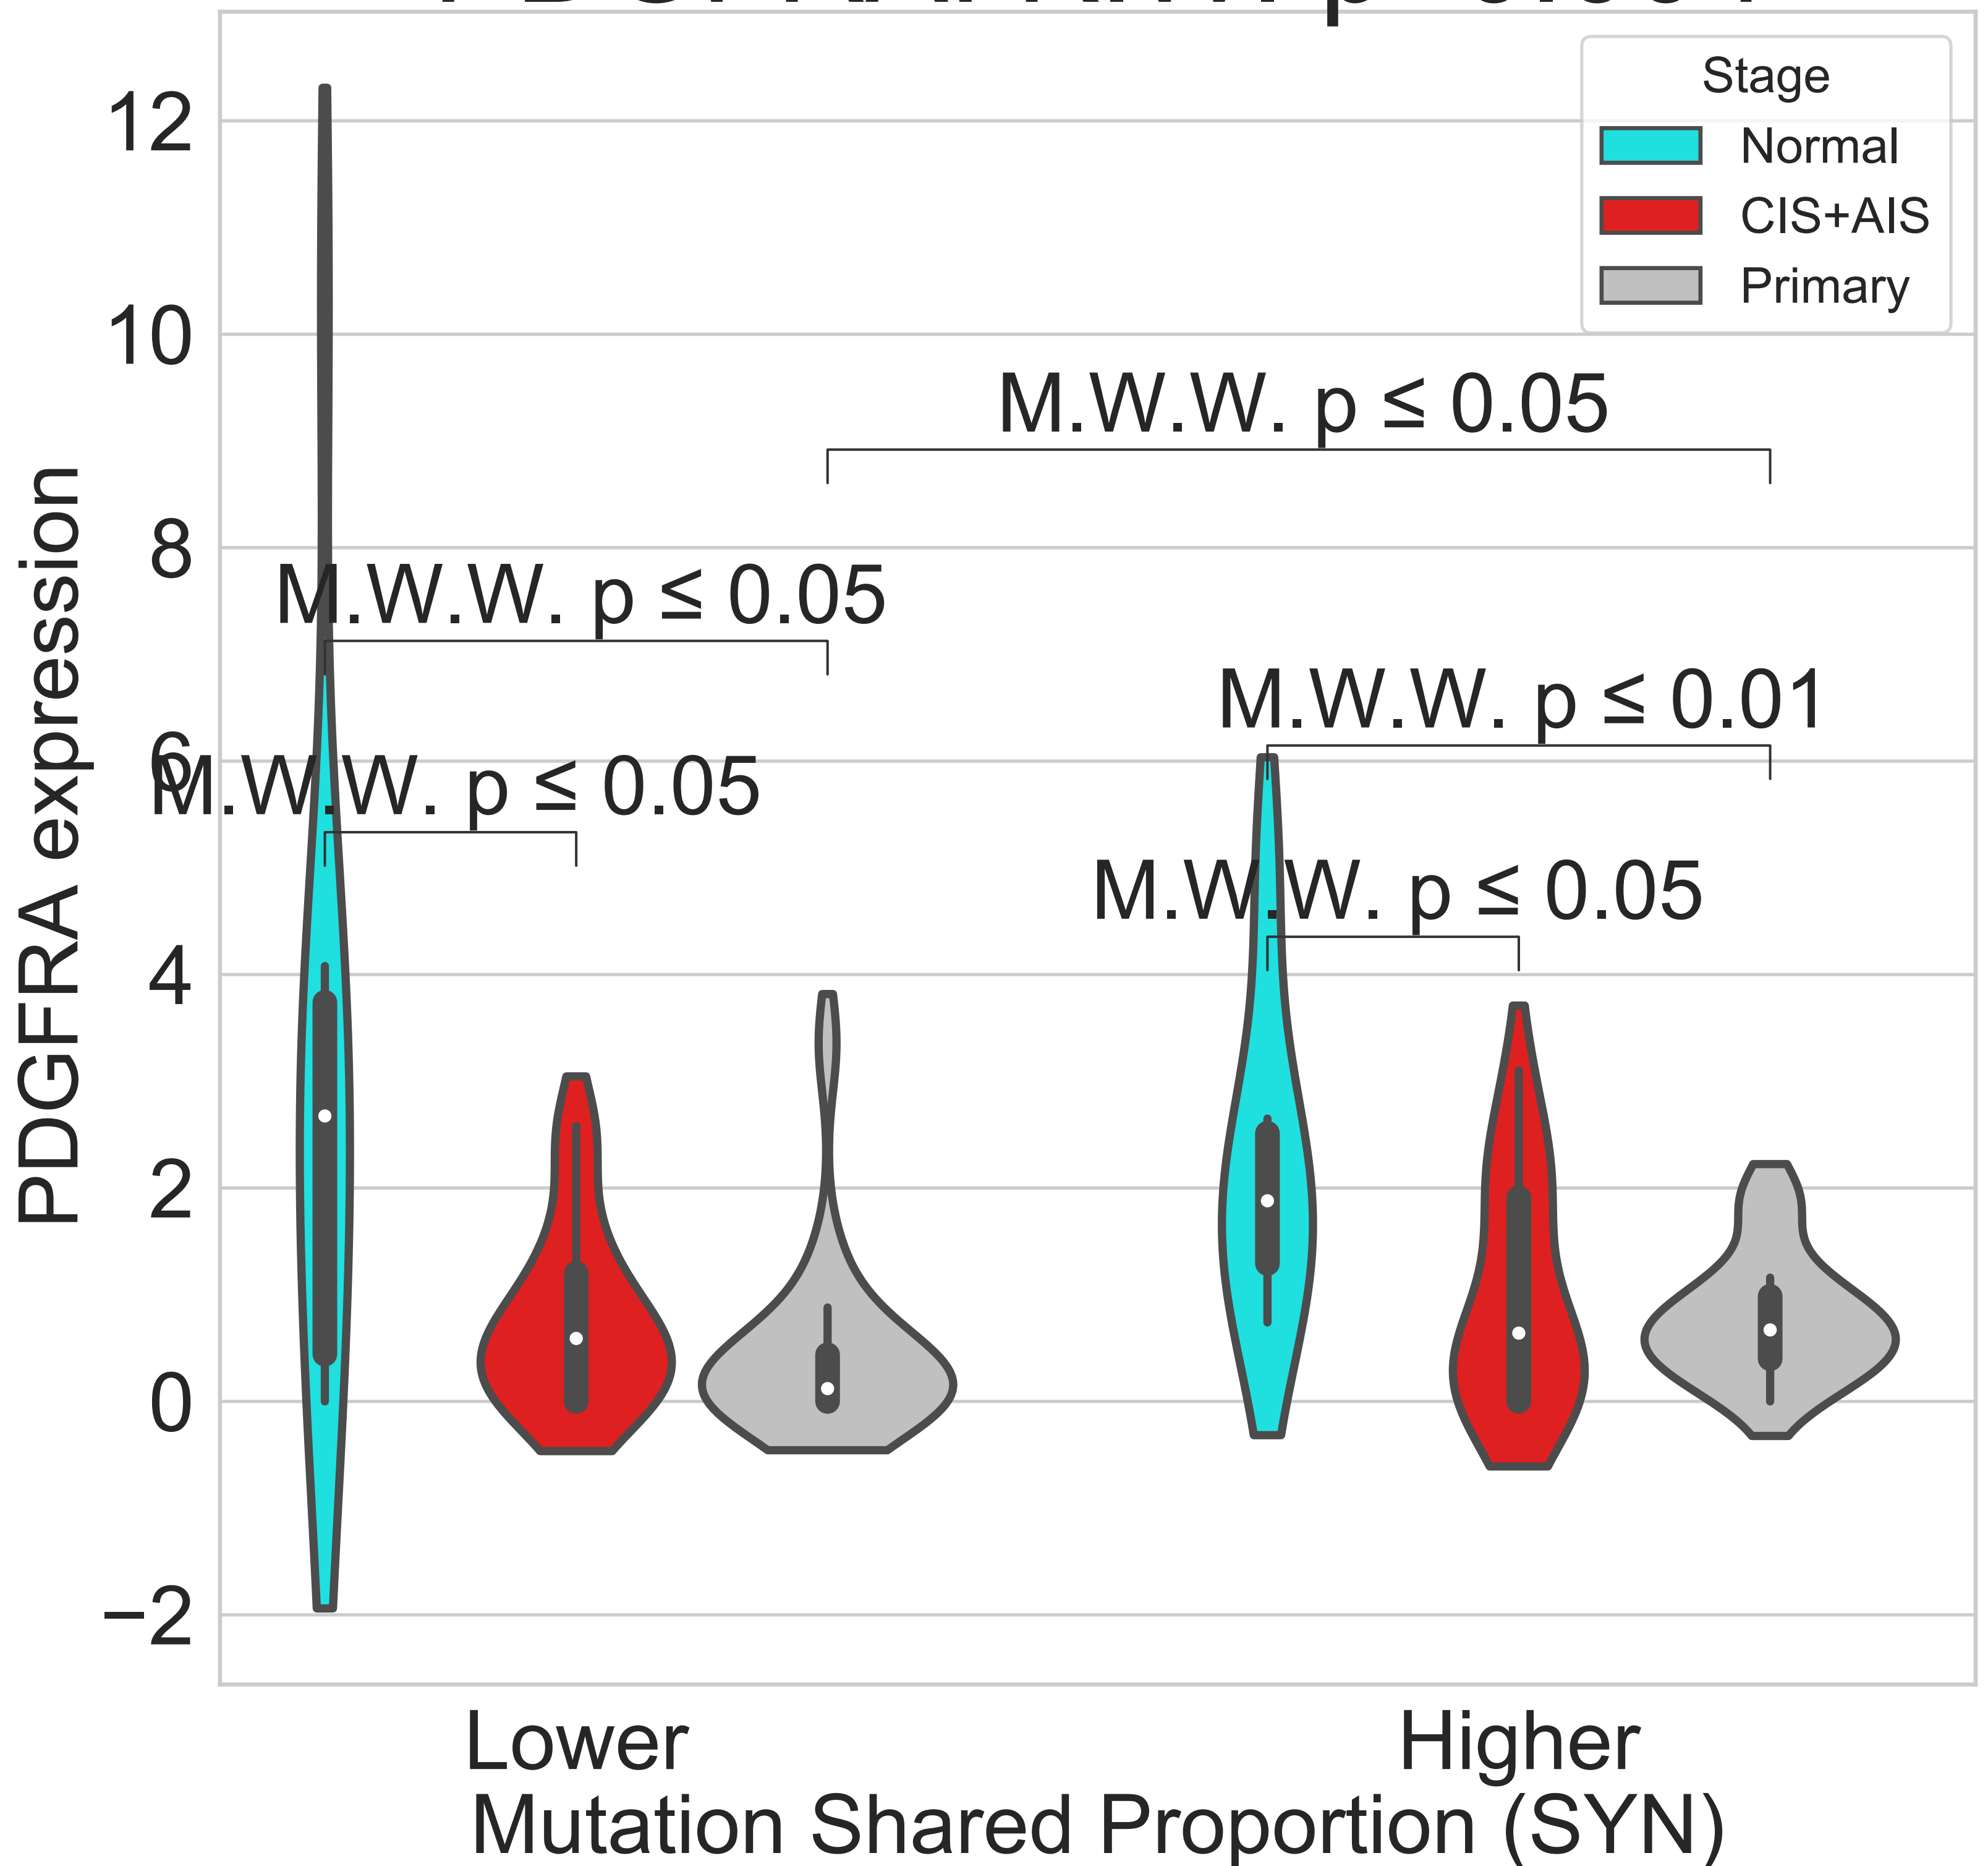 Stage
Normal
CIS+AIS
Primary
12
10
8
6
4
2
0
−2
PDGFRA expression
M.W.W. p ≤ 0.05
M.W.W. p ≤ 0.05
M.W.W. p ≤ 0.01
M.W.W. p ≤ 0.05
M.W.W. p ≤ 0.05
Lower
Higher
Mutation Shared Proportion (SYN)